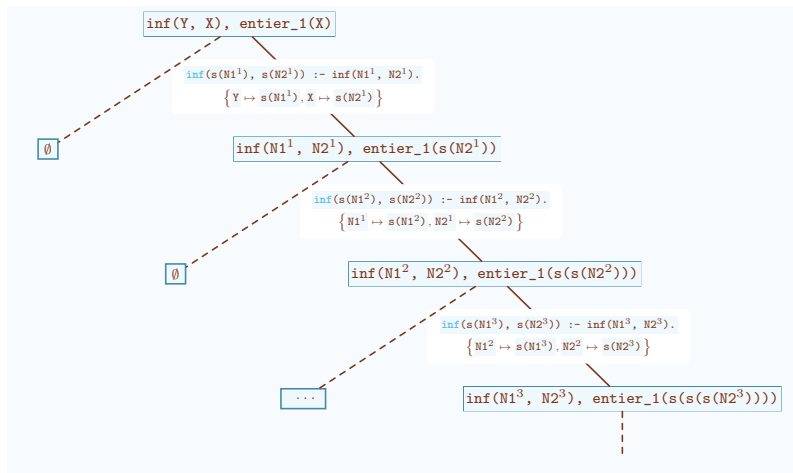 inf(Y, X), entier_1(X)
inf(s(N1¹), s(N2¹)) :- inf(N1¹, N2¹).
{Y ↦ s(N1¹), X ↦ s(N2¹)}
∅
inf(N1¹, N2¹), entier_1(s(N2¹))
inf(s(N1²), s(N2²)) :- inf(N1², N2²).
{N1¹ ↦ s(N1²), N2¹ ↦ s(N2²)}
∅
inf(N1², N2²), entier_1(s(s(N2²)))
inf(s(N1³), s(N2³)) :- inf(N1³, N2³).
{N1² ↦ s(N1³), N2² ↦ s(N2³)}
...
inf(N1³, N2³), entier_1(s(s(s(N2³))))